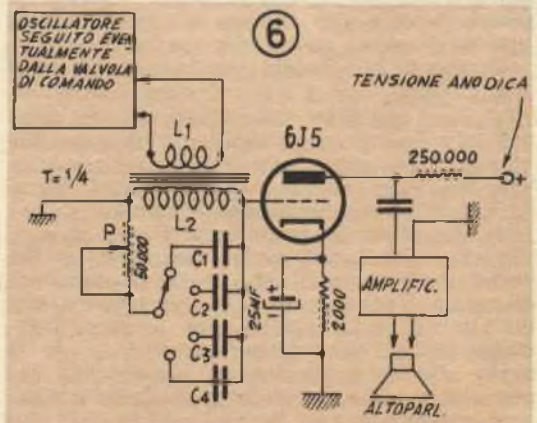 OSCILLATORE
SEGUITO EVEN-
TUALMENTE
DALLA VALVOLA
DI COMANDO
6
TENSIONE ANODICA
L1
6J5
250.000
+
T= 1/4
L2
P
50.000
C1
C2
C3
C4
+
25MF
2000
AMPLIFIC.
ALTOPARL.